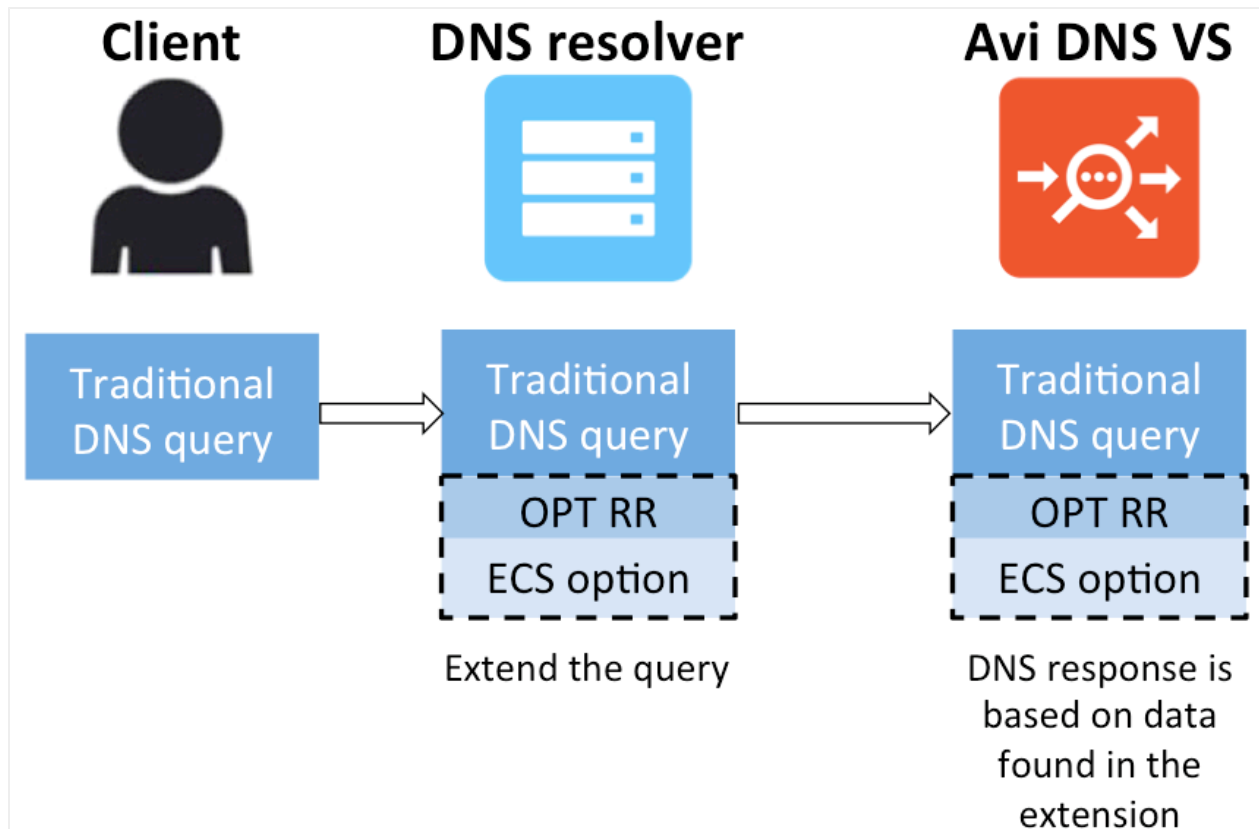 Client
DNS resolver
Avi DNS VS
Traditional
DNS query
Traditional
DNS query
OPT RR
ECS option
Extend the query
Traditional
DNS query
OPT RR
ECS option
DNS response is
based on data
found in the
extension